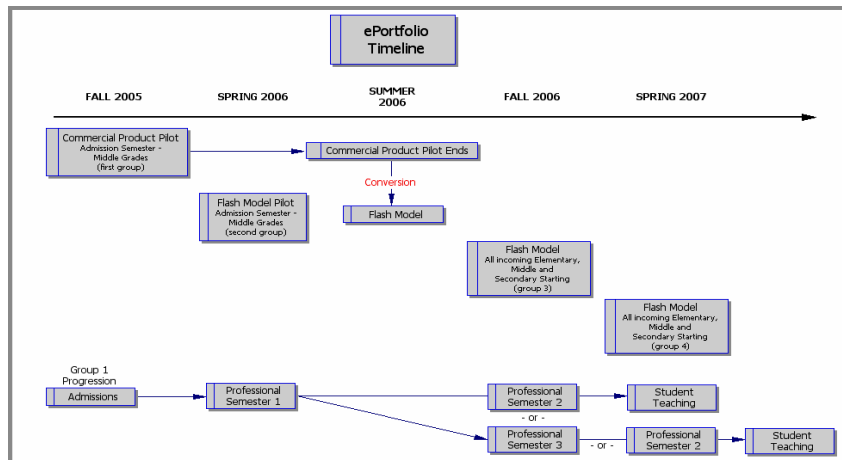 ePortfolio
Timeline
FALL 2005
SPRING 2006
SUMMER
2006
FALL 2006
SPRING 2007
Commercial Product Pilot
Admission Semester -
Middle Grades
(first group)
Commercial Product Pilot Ends
Conversion
Flash Model Pilot
Admission Semester -
Middle Grades
(second group)
Flash Model
Flash Model
All incoming Elementary,
Middle and
Secondary Starting
(group 3)
Flash Model
All incoming Elementary,
Middle and
Secondary Starting
(group 4)
Group 1
Progression
Admissions
Professional
Semester 1
Professional
Semester 2
Student
Teaching
- or -
Professional
Semester 3
- or -
Professional
Semester 2
Student
Teaching